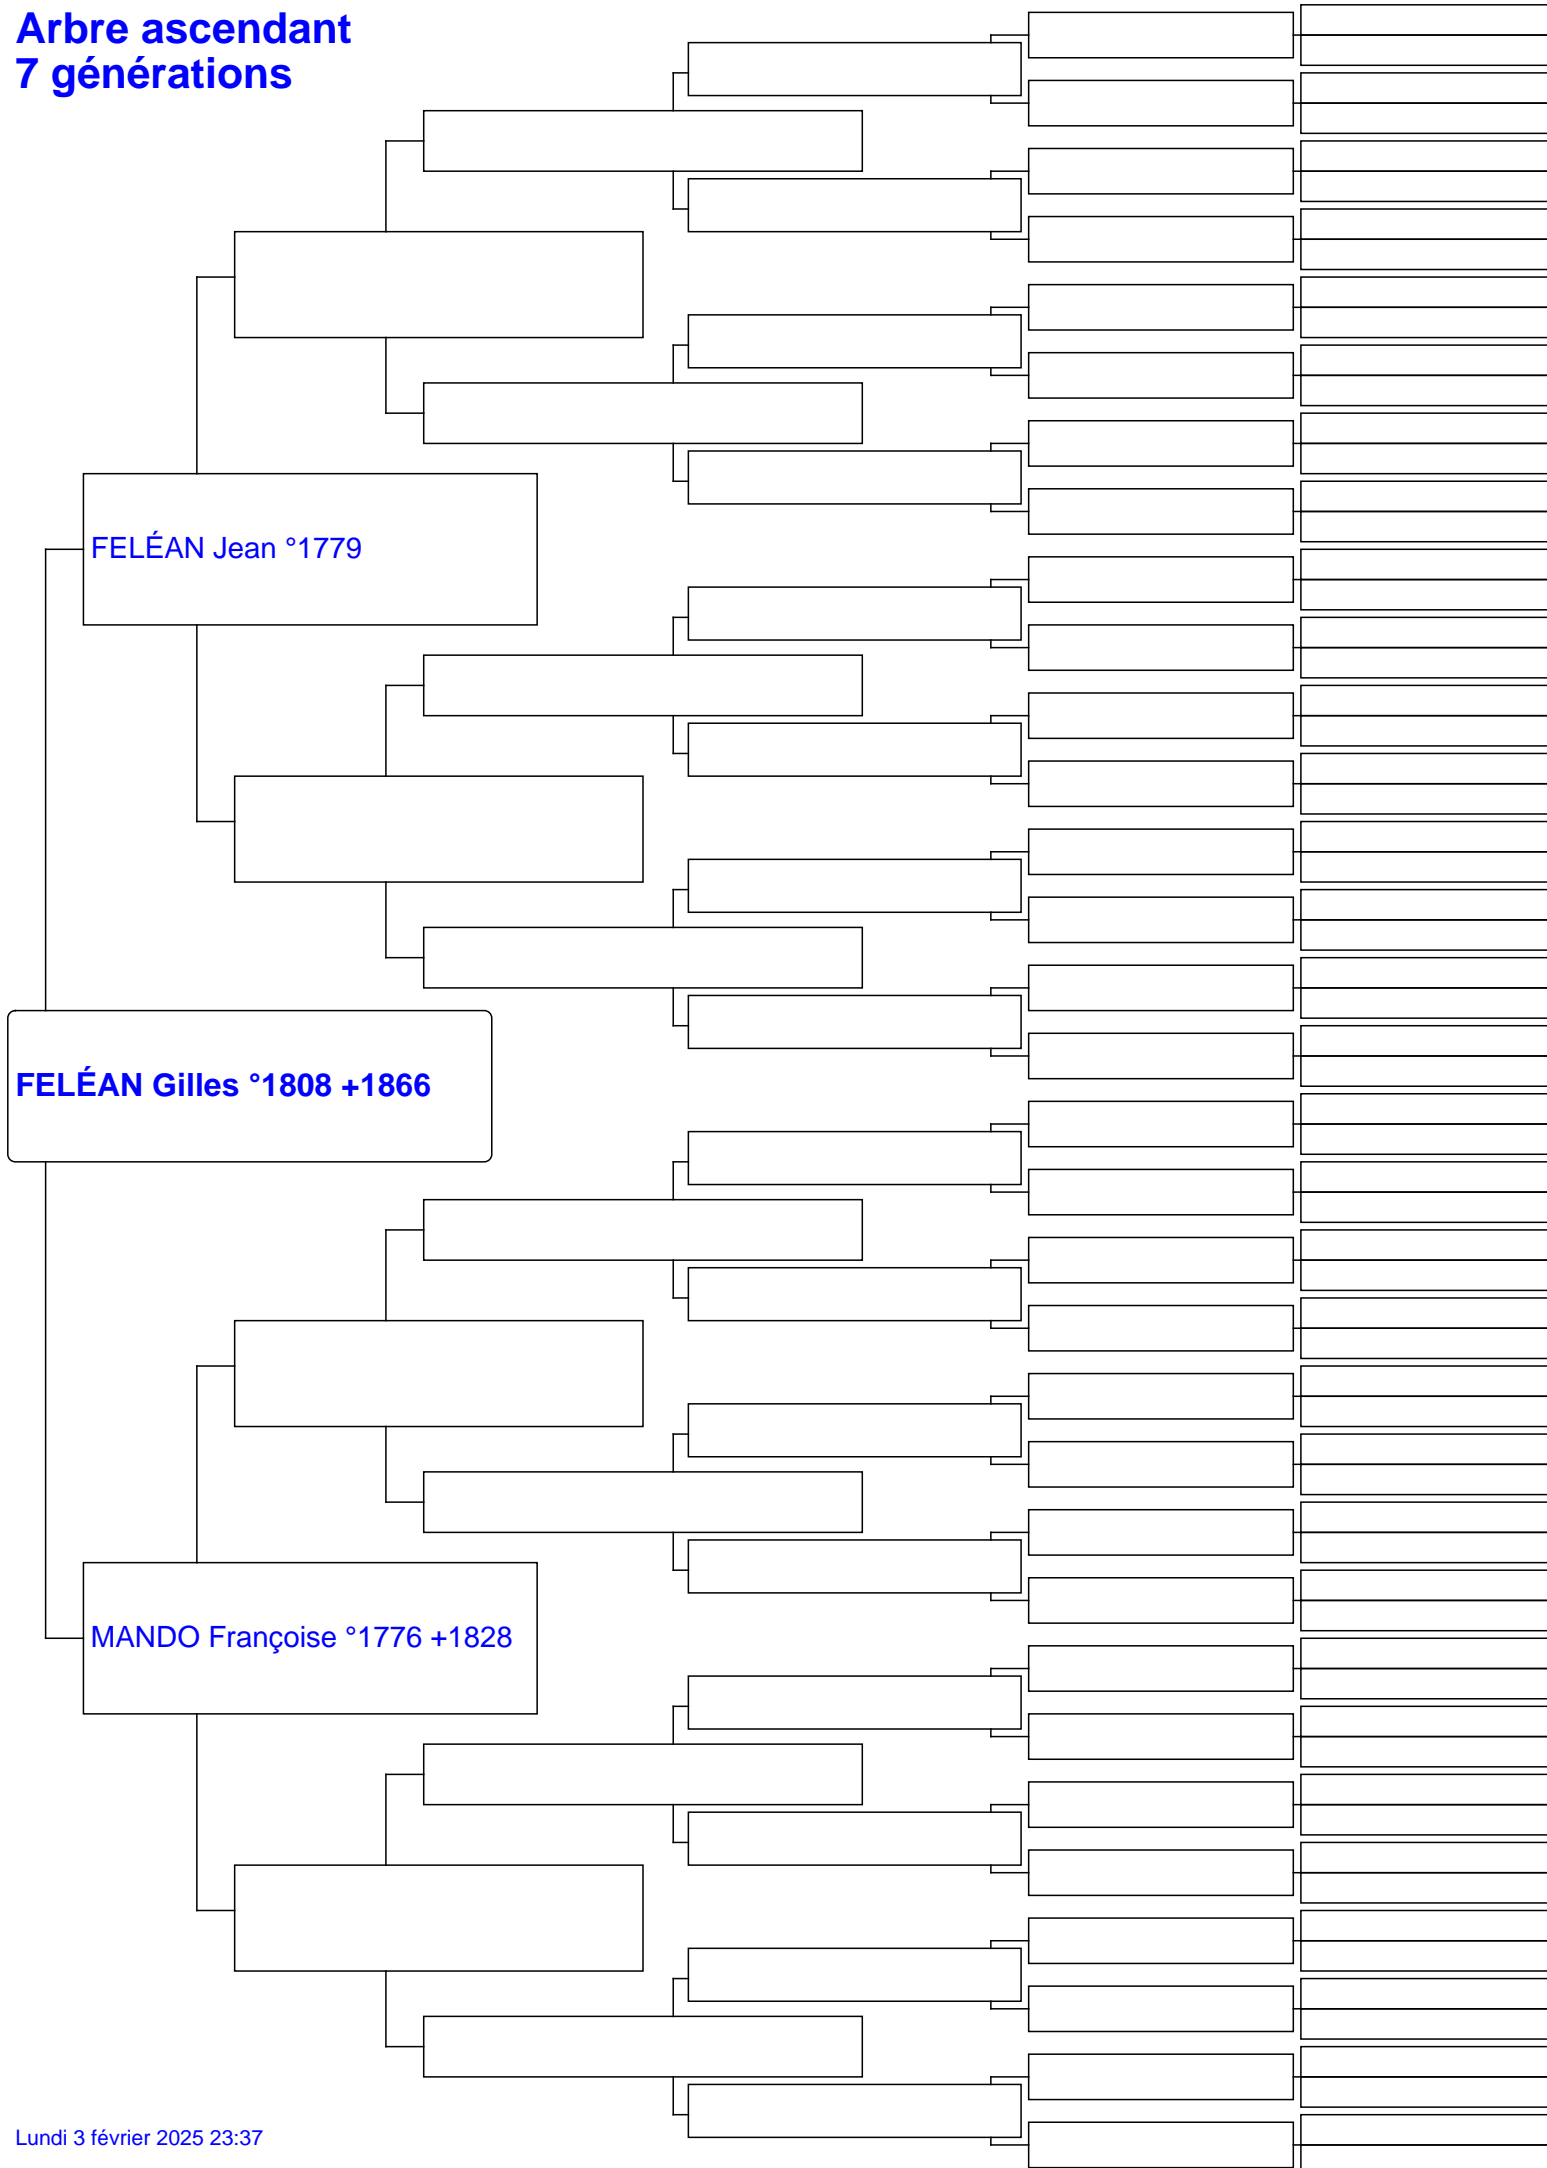 Arbre ascendant
7 générations
FELÉAN Jean °1779
FELÉAN Gilles °1808 +1866
MANDO Françoise °1776 +1828
Lundi 3 février 2025 23:37